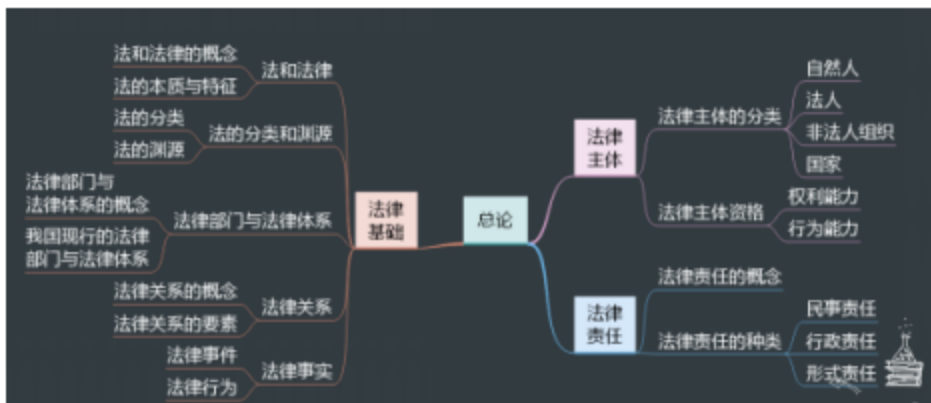 总论
法律
基础
法和法律
法和法律的概念
法的本质与特征
法的分类和渊源
法的分类
法的渊源
法律部门与法律体系
法律部门与
法律体系的概念
我国现行的法律
部门与法律体系
法律关系
法律关系的概念
法律关系的要素
法律事实
法律事件
法律行为
法律
主体
法律主体的分类
自然人
法人
非法人组织
国家
法律主体资格
权利能力
行为能力
法律
责任
法律责任的概念
法律责任的种类
民事责任
行政责任
形式责任